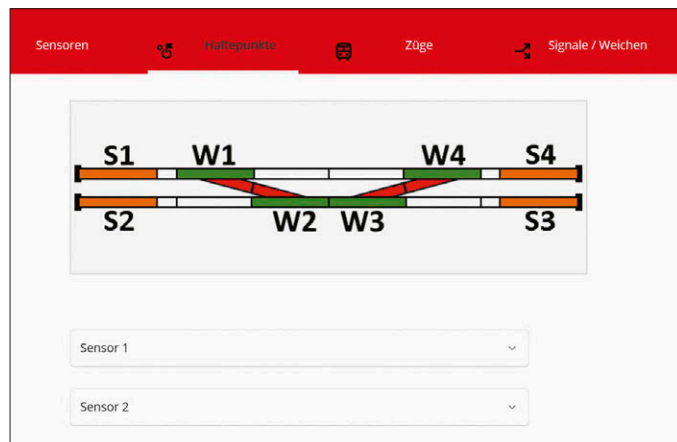 Sensoren Haltepunkte Züge Signale / Weichen
S1 W1 W4 S4
S2 W2 W3 S3
Sensor 1
Sensor 2